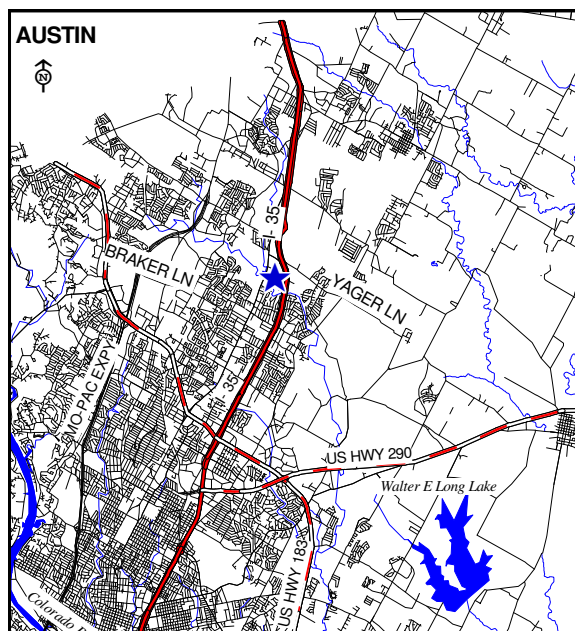 AUSTIN
N
I- 35
BRAKER LN
YAGER LN
MO-PAC EXPY
I- 35
US HWY 290
Walter E Long Lake
US HWY 183
Colorado